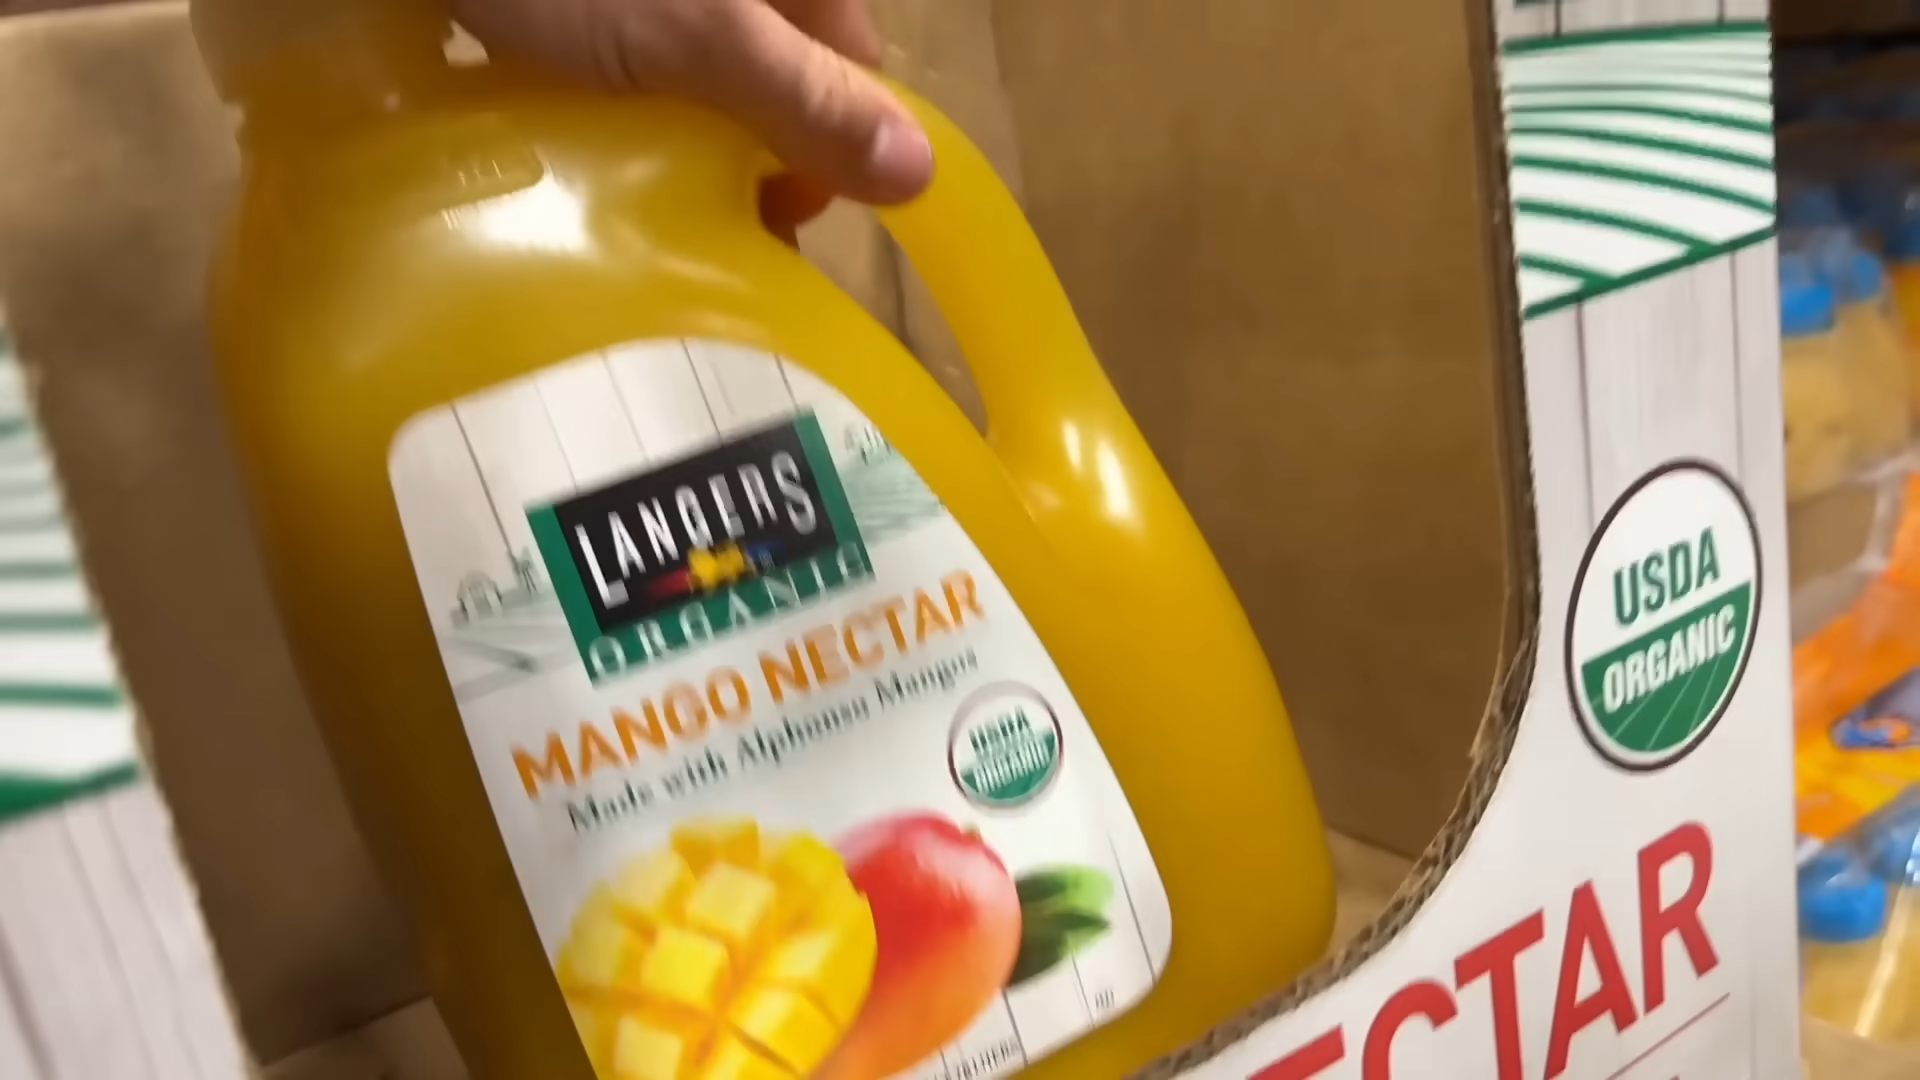 LANGERS
ORGANIC
MANGO NECTAR
Made with Alphonso Mangos
USDA
ORGANIC
USDA
ORGANIC
ECTAR